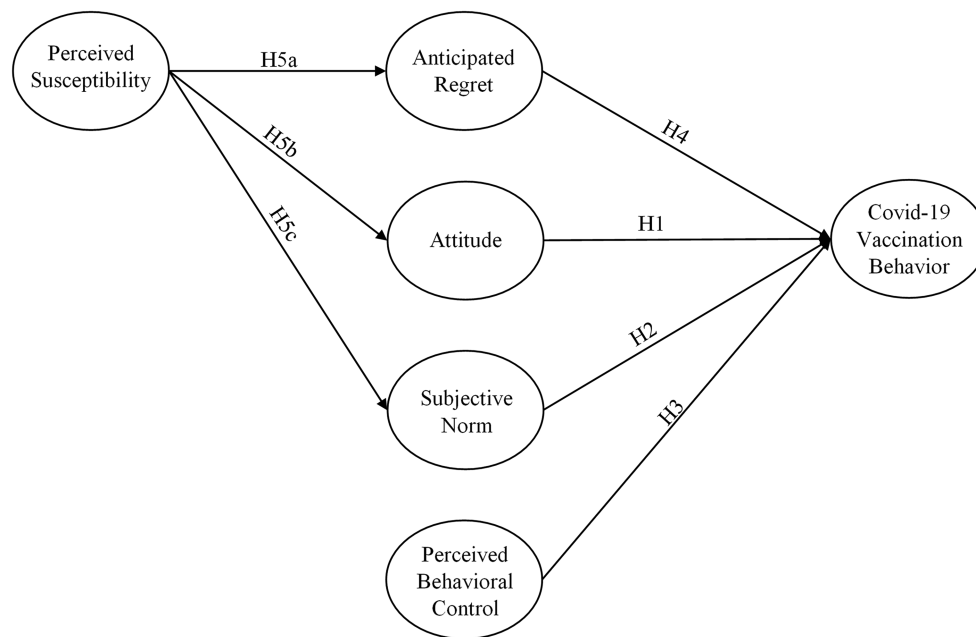 Perceived
Susceptibility
H5a
Anticipated
Regret
H5b
H5c
H4
Attitude
H1
Covid-19
Vaccination
Behavior
H2
Subjective
Norm
H3
Perceived
Behavioral
Control